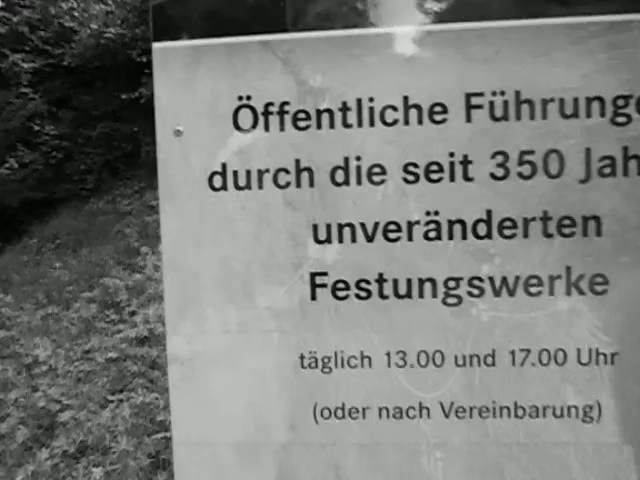 Öffentliche Führunge
durch die seit 350 Jah
unveränderten
Festungswerke
täglich 13.00 und 17.00 Uhr
(oder nach Vereinbarung)